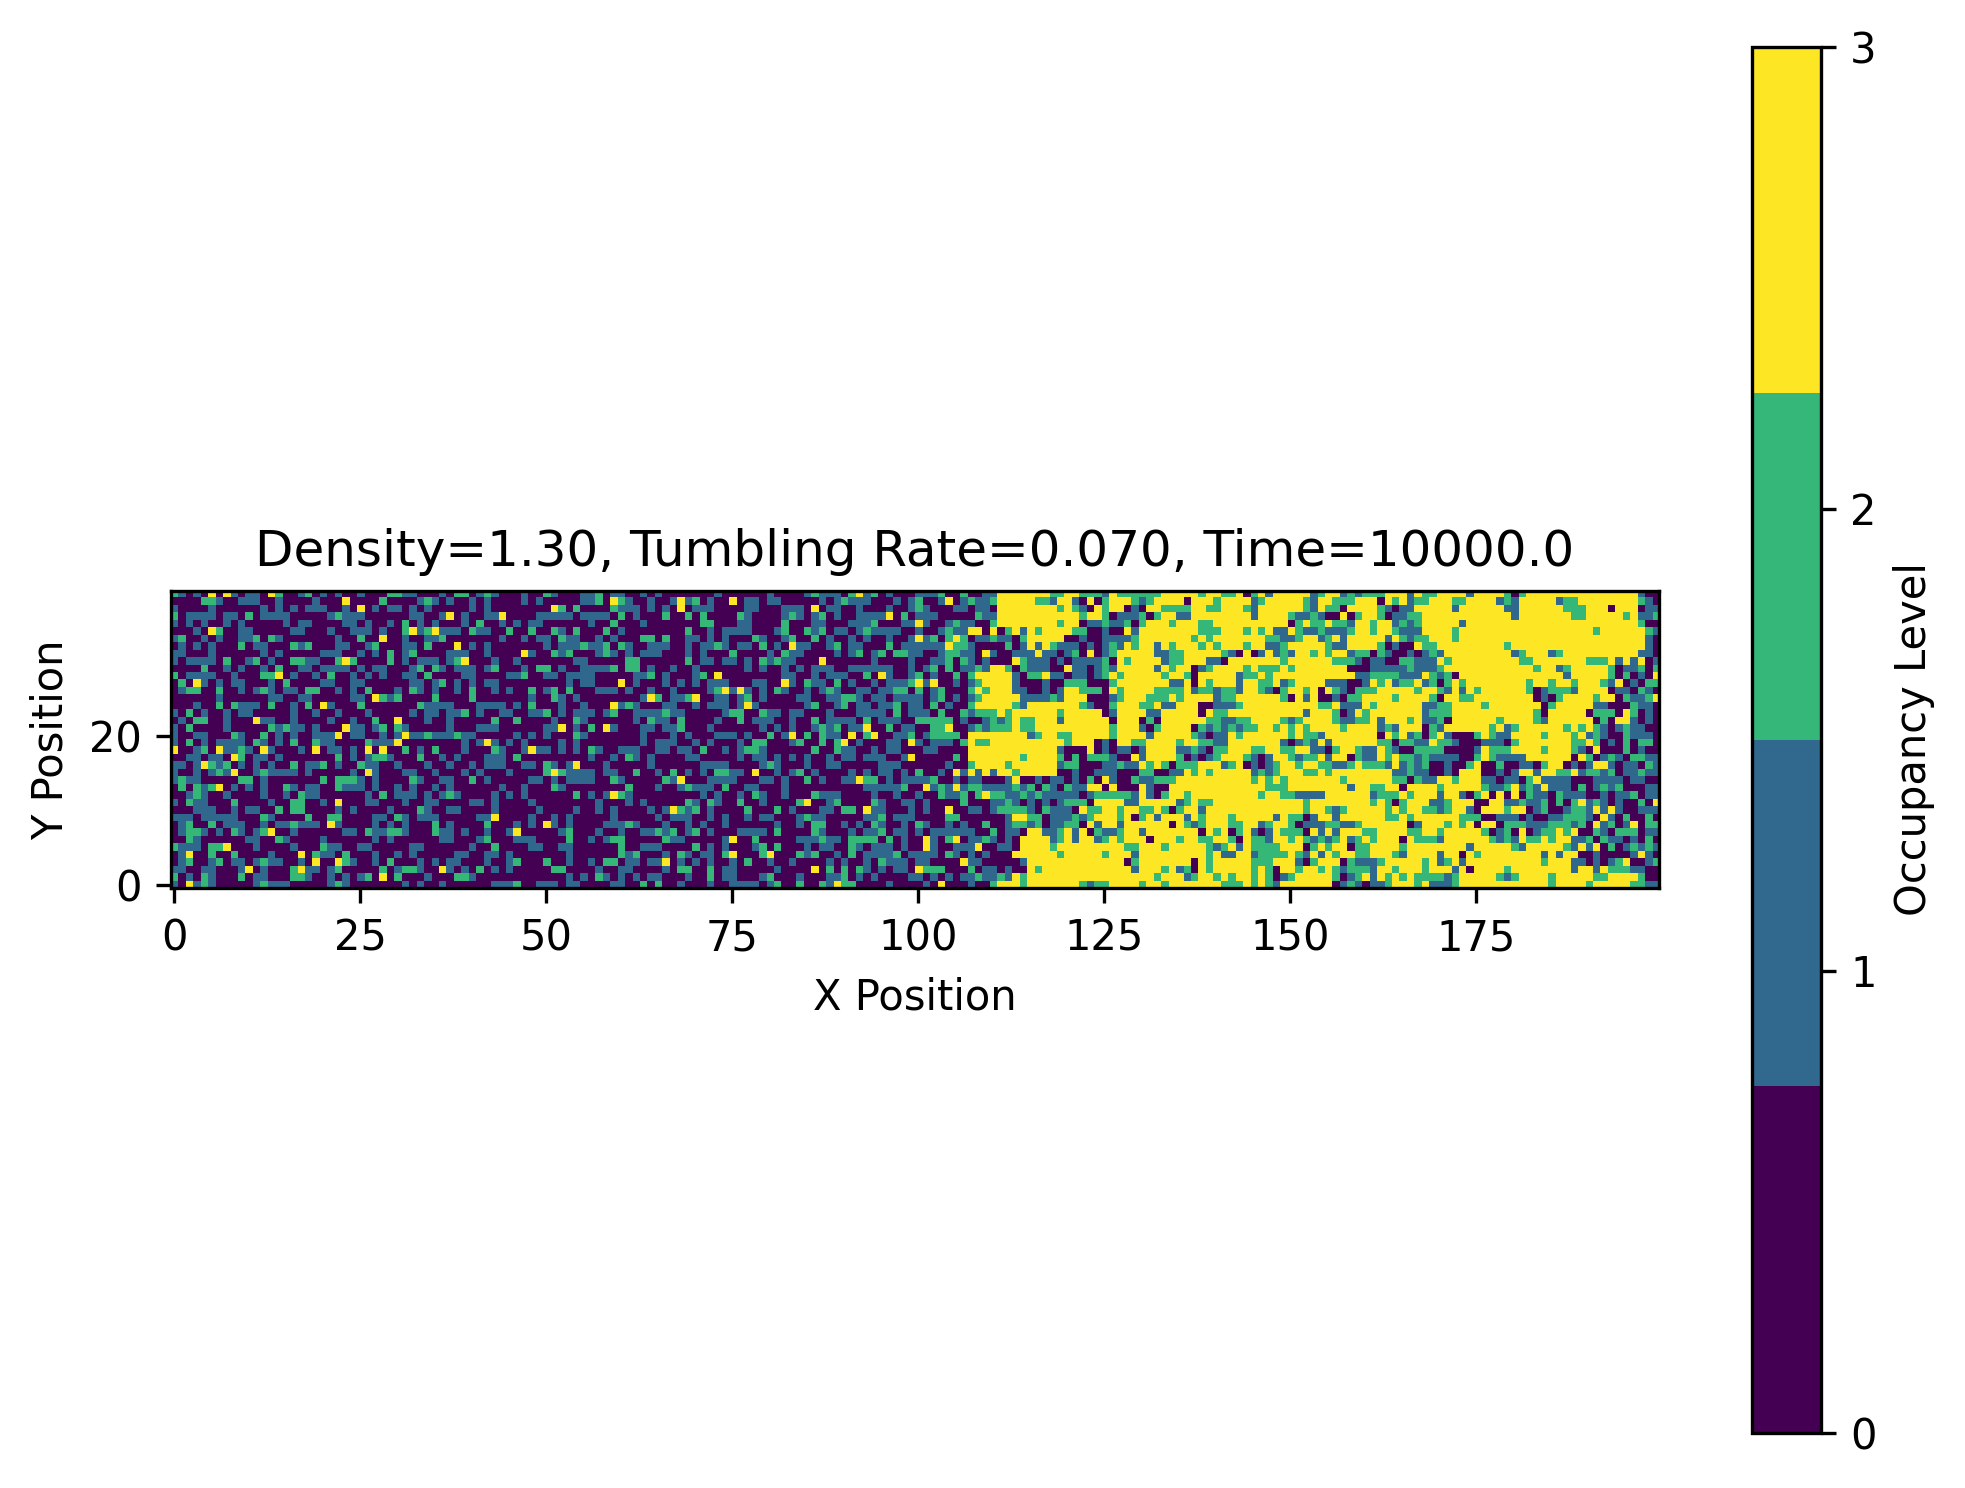 Density=1.30, Tumbling Rate=0.070, Time=10000.0
Y Position
20
0
0 25 50 75 100 125 150 175
X Position
3
2
1
0
Occupancy Level